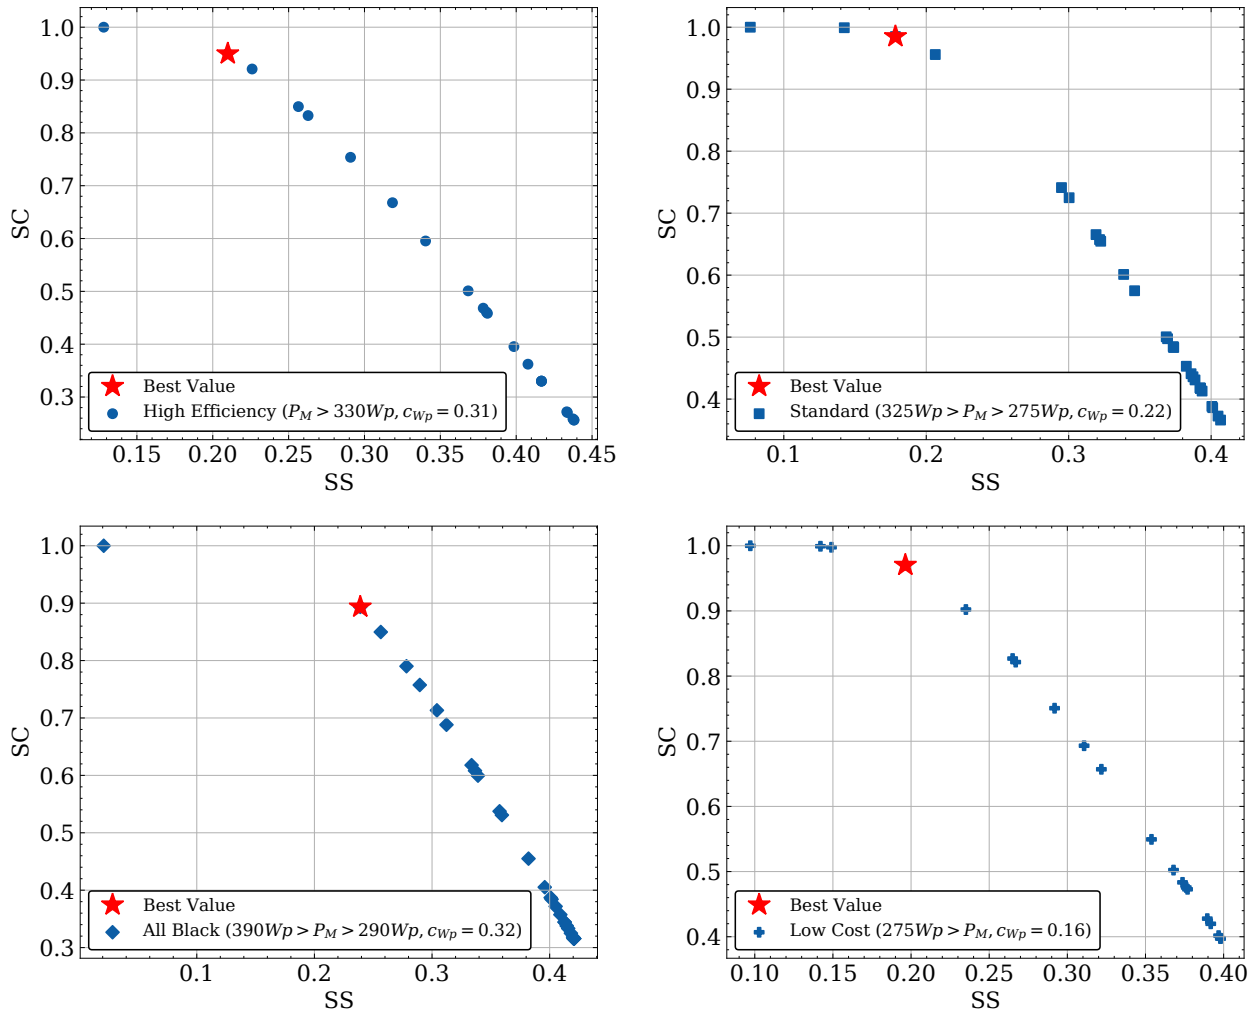 1.0
0.9
0.8
0.7
0.6
0.5
0.4
0.3
SC
Best Value
High Efficiency (P_M > 330Wp, c_Wp = 0.31)
0.15 0.20 0.25 0.30 0.35 0.40 0.45
SS
1.0
0.9
0.8
0.7
0.6
0.5
0.4
SC
Best Value
Standard (325Wp > P_M > 275Wp, c_Wp = 0.22)
0.1 0.2 0.3 0.4
SS
1.0
0.9
0.8
0.7
0.6
0.5
0.4
0.3
SC
Best Value
All Black (390Wp > P_M > 290Wp, c_Wp = 0.32)
0.1 0.2 0.3 0.4
SS
1.0
0.9
0.8
0.7
0.6
0.5
0.4
SC
Best Value
Low Cost (275Wp > P_M, c_Wp = 0.16)
0.10 0.15 0.20 0.25 0.30 0.35 0.40
SS